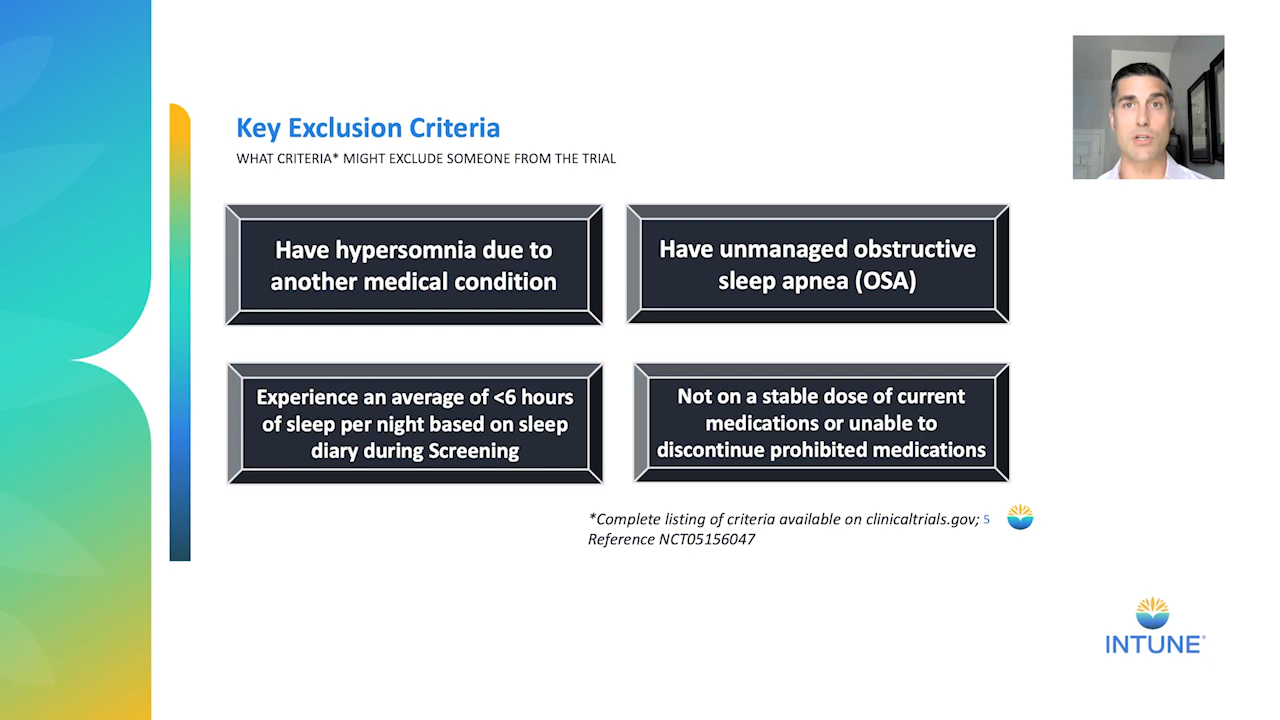 Key Exclusion Criteria
WHAT CRITERIA* MIGHT EXCLUDE SOMEONE FROM THE TRIAL
Have hypersomnia due to
another medical condition
Have unmanaged obstructive
sleep apnea (OSA)
Experience an average of <6 hours
of sleep per night based on sleep
diary during Screening
Not on a stable dose of current
medications or unable to
discontinue prohibited medications
*Complete listing of criteria available on clinicaltrials.gov; 5
Reference NCT05156047
INTUNE®